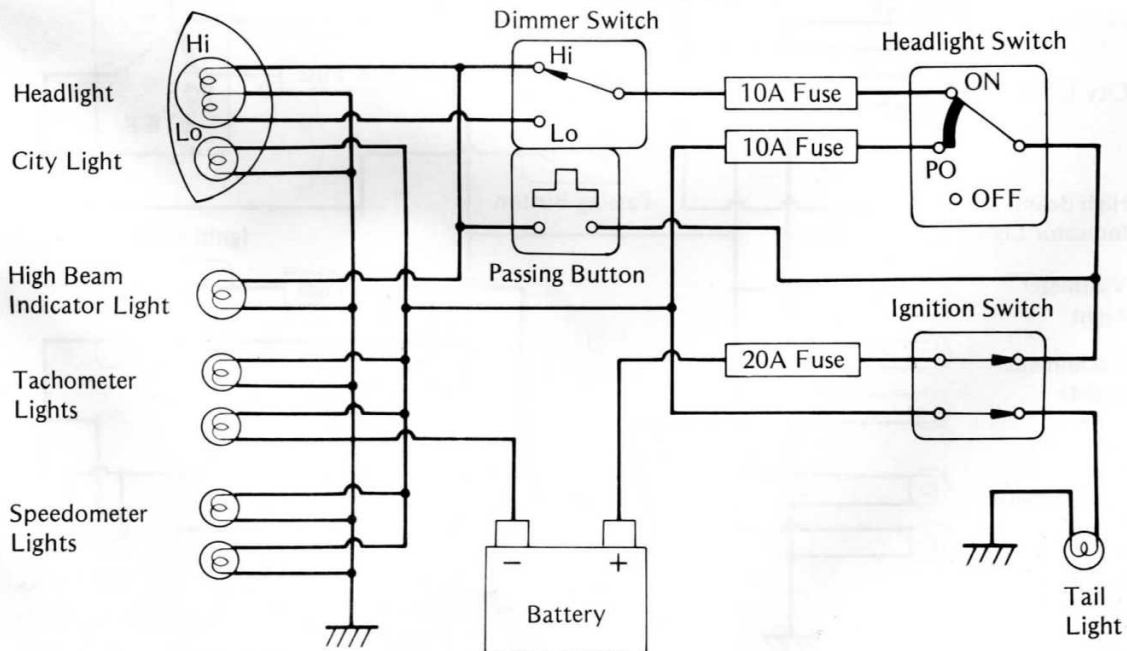 Dimmer Switch
Hi
Hi
Headlight Switch
ON
Headlight
10A Fuse
Lo
Lo
City Light
10A Fuse
PO
OFF
Passing Button
High Beam
Indicator Light
Ignition Switch
20A Fuse
Tachometer
Lights
Speedometer
Lights
−
+
Battery
Tail
Light